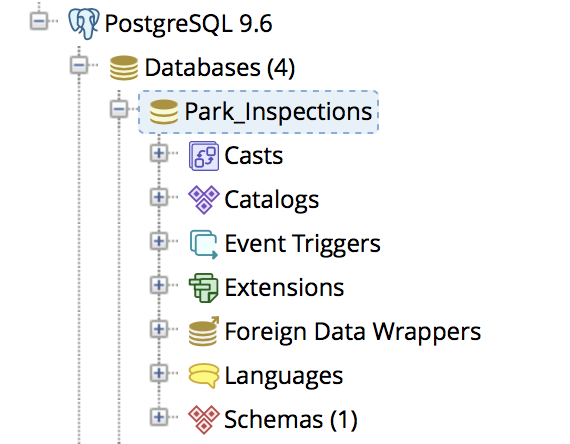 PostgreSQL 9.6
Databases (4)
Park_Inspections
Casts
Catalogs
Event Triggers
Extensions
Foreign Data Wrappers
Languages
Schemas (1)